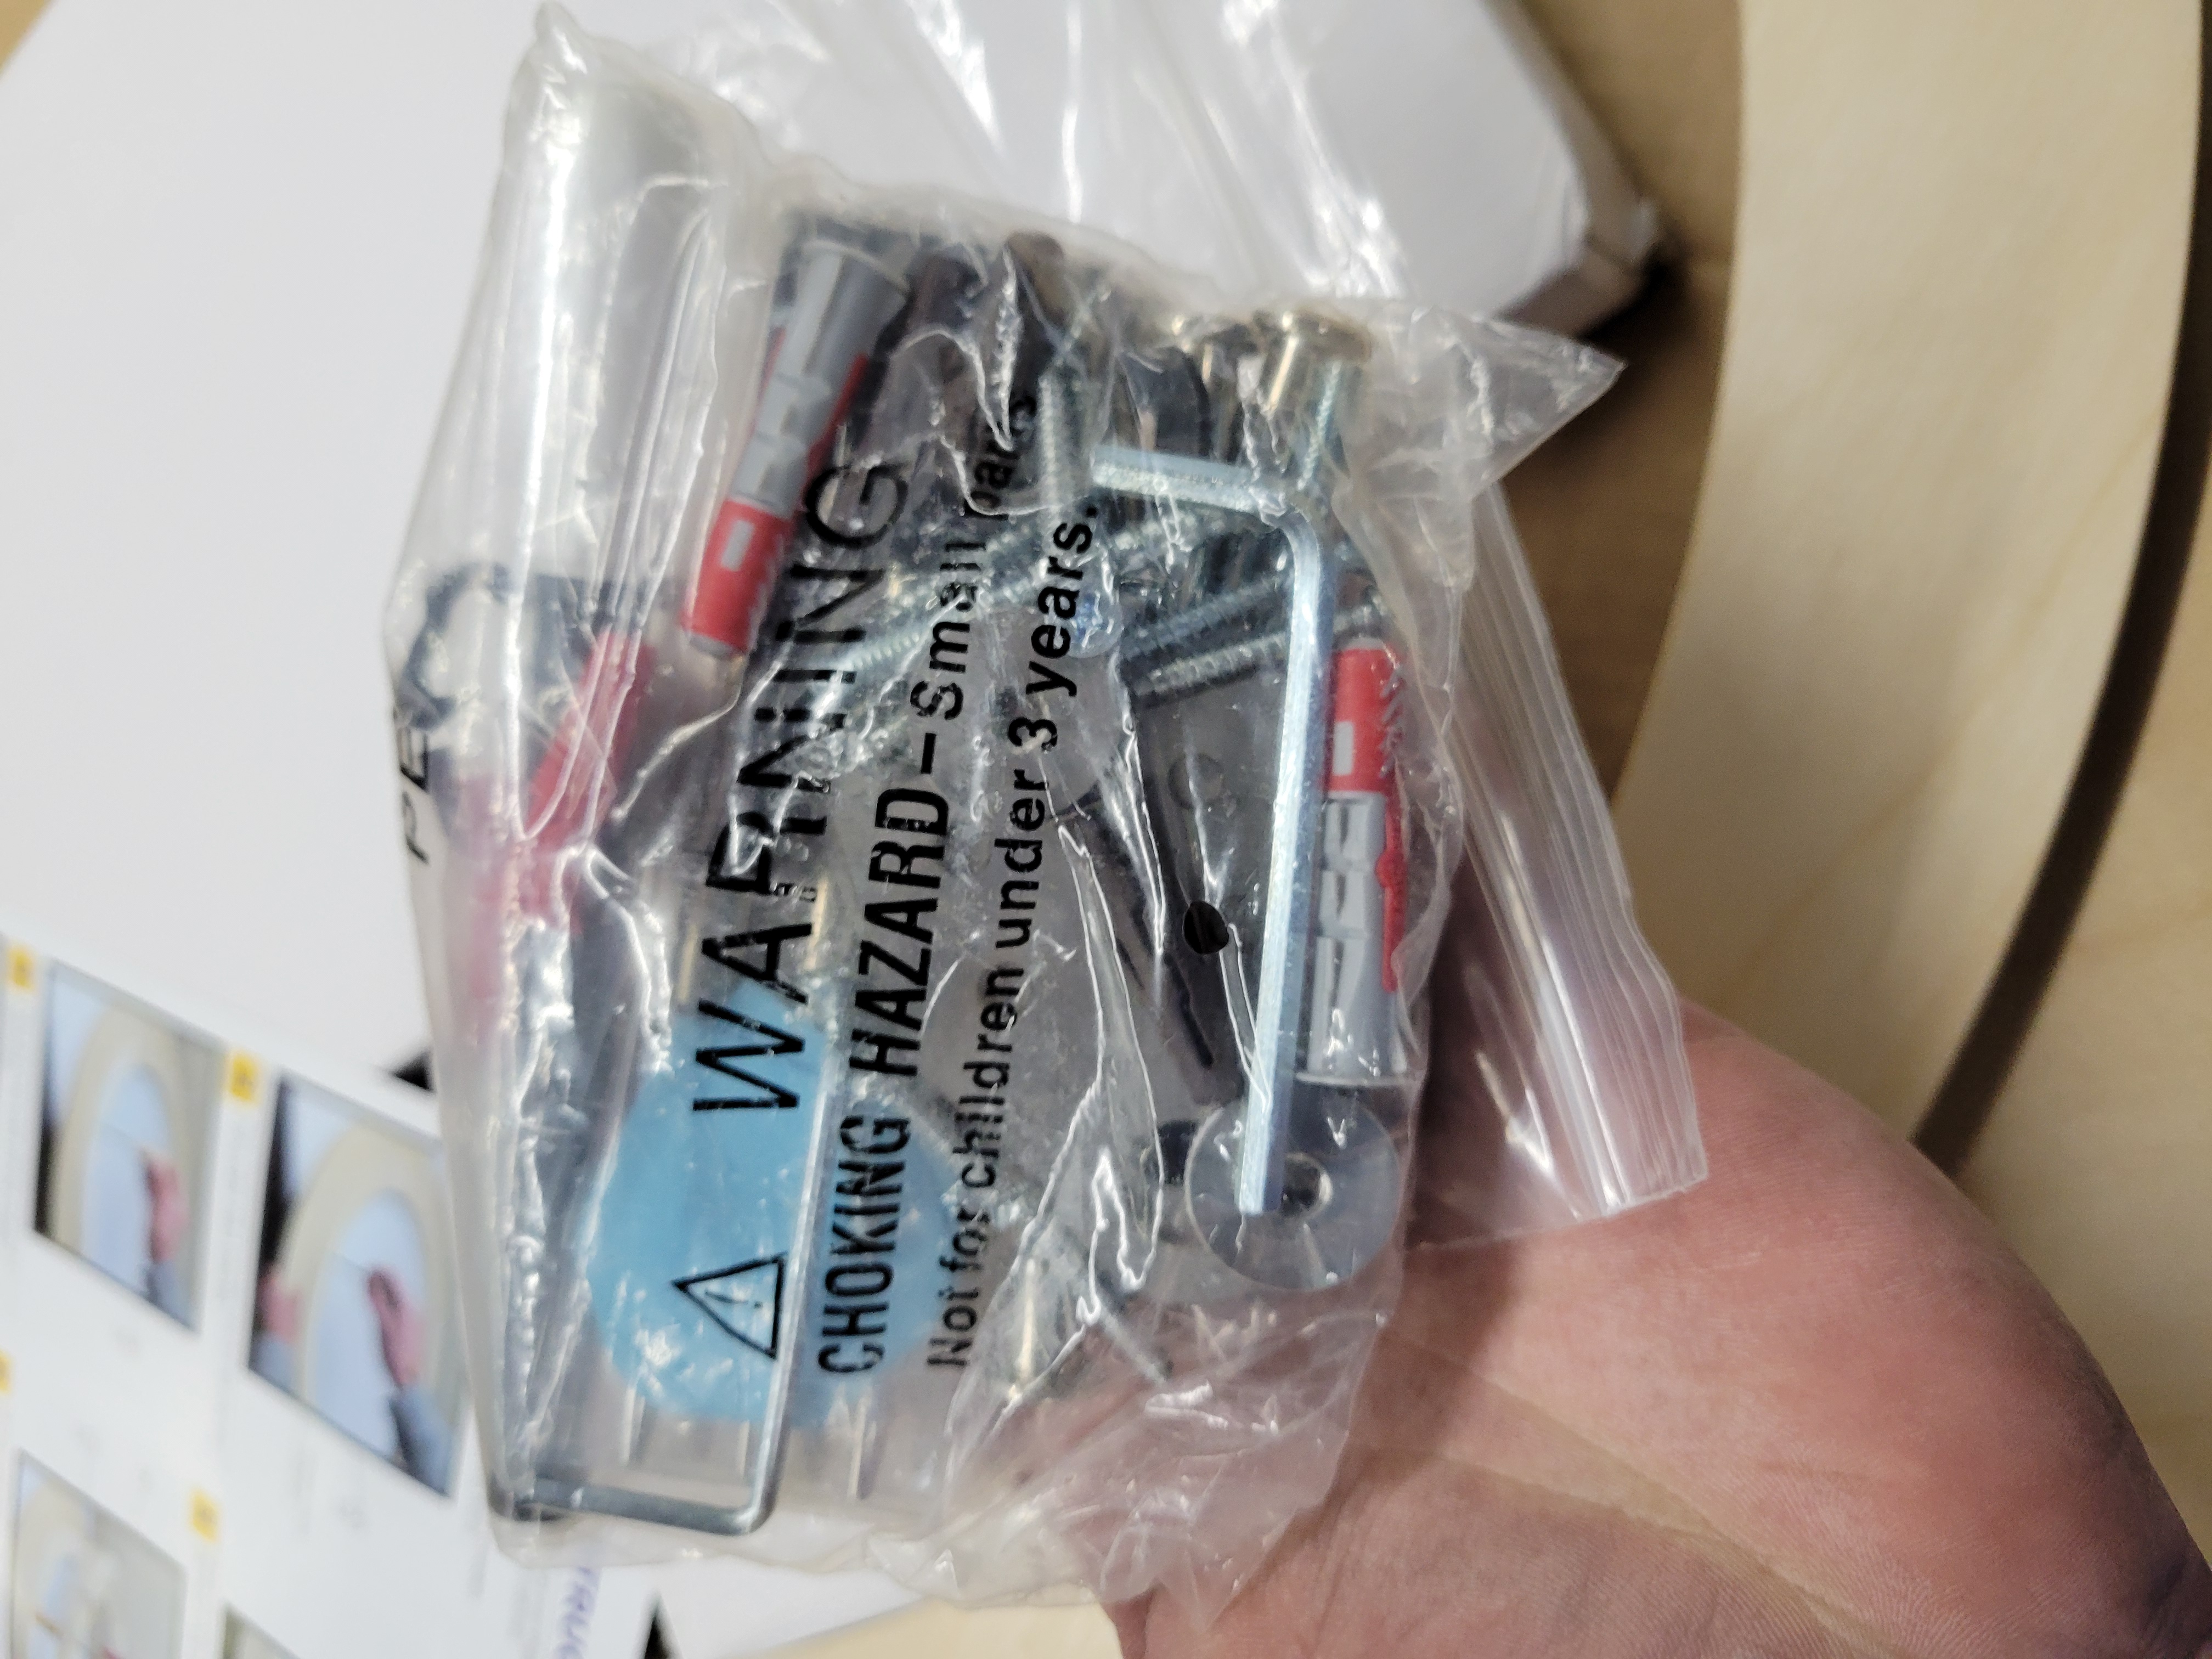 WARNING
CHOKING HAZARD – Small parts
Not for children under 3 years.